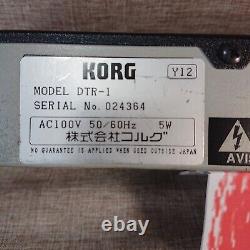 KORG
Y12
MODEL DTR-1
SERIAL No. 024364
AC100V 50/60Hz 5W
株式会社コルグ
NO GUARANTEE IS APPLIED WHEN USED OUTSIDE JAPAN
AVIS